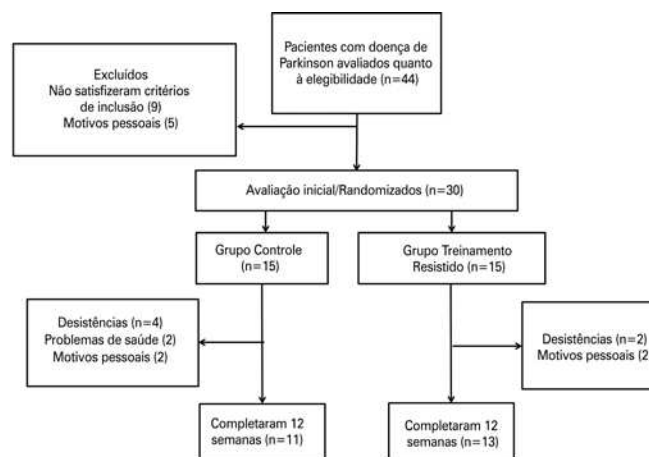 Pacientes com doença de
Parkinson avaliados quanto
à elegibilidade (n=44)
Excluídos
Não satisfizeram critérios
de inclusão (9)
Motivos pessoais (5)
Avaliação inicial/Randomizados (n=30)
Grupo Controle
(n=15)
Grupo Treinamento
Resistido (n=15)
Desistências (n=4)
Problemas de saúde (2)
Motivos pessoais (2)
Desistências (n=2)
Motivos pessoais (2
Completaram 12
semanas (n=11)
Completaram 12
semanas (n=13)